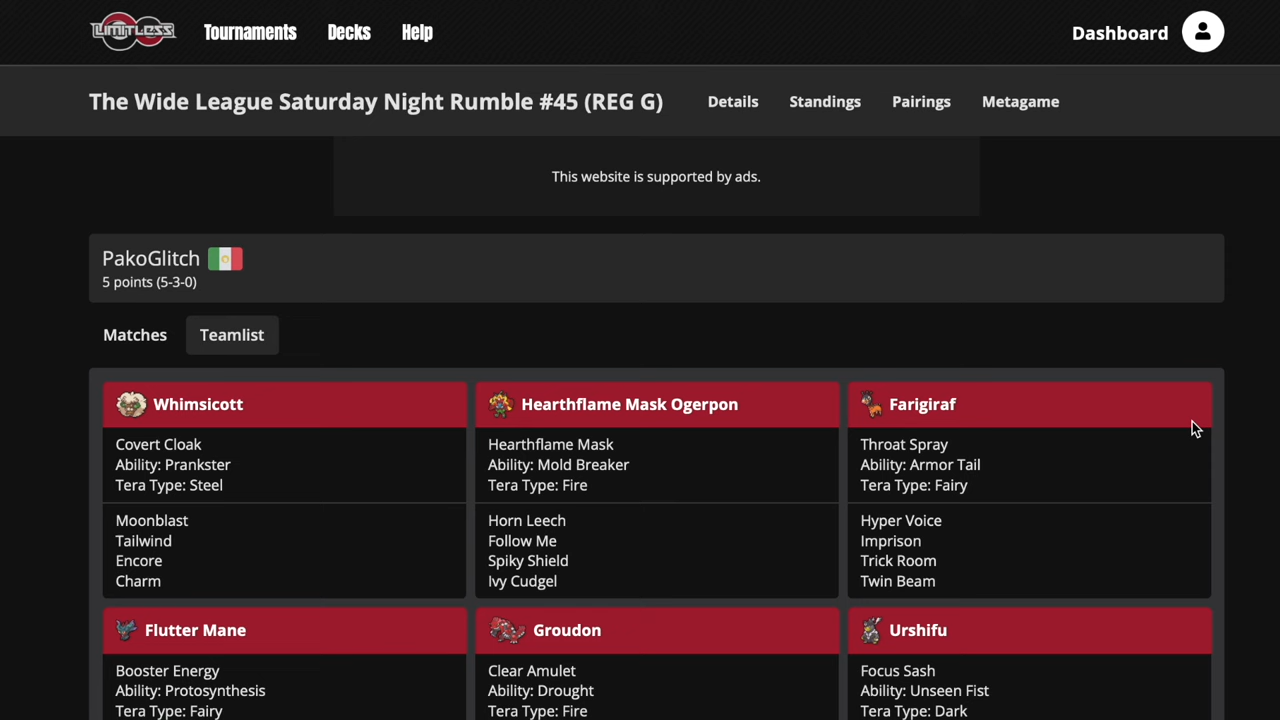 LIMITLESS
Tournaments
Decks
Help
Dashboard
The Wide League Saturday Night Rumble #45 (REG G)
Details
Standings
Pairings
Metagame
This website is supported by ads.
PakoGlitch
5 points (5-3-0)
Matches
Teamlist
Whimsicott
Covert Cloak
Ability: Prankster
Tera Type: Steel
Moonblast
Tailwind
Encore
Charm
Hearthflame Mask Ogerpon
Hearthflame Mask
Ability: Mold Breaker
Tera Type: Fire
Horn Leech
Follow Me
Spiky Shield
Ivy Cudgel
Farigiraf
Throat Spray
Ability: Armor Tail
Tera Type: Fairy
Hyper Voice
Imprison
Trick Room
Twin Beam
Flutter Mane
Booster Energy
Ability: Protosynthesis
Tera Type: Fairy
Groudon
Clear Amulet
Ability: Drought
Tera Type: Fire
Urshifu
Focus Sash
Ability: Unseen Fist
Tera Type: Dark